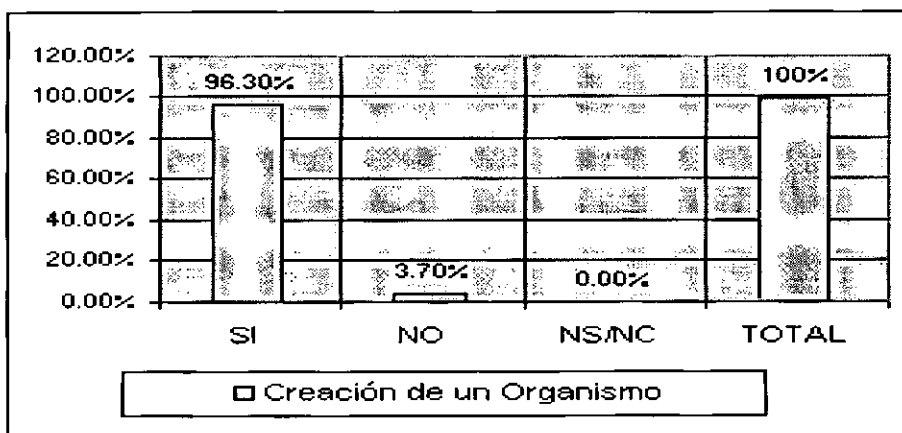 120.00%
100.00%
80.00%
60.00%
40.00%
20.00%
0.00%
96.30%
3.70%
0.00%
100%
SI
NO
NS/NC
TOTAL
Creación de un Organismo